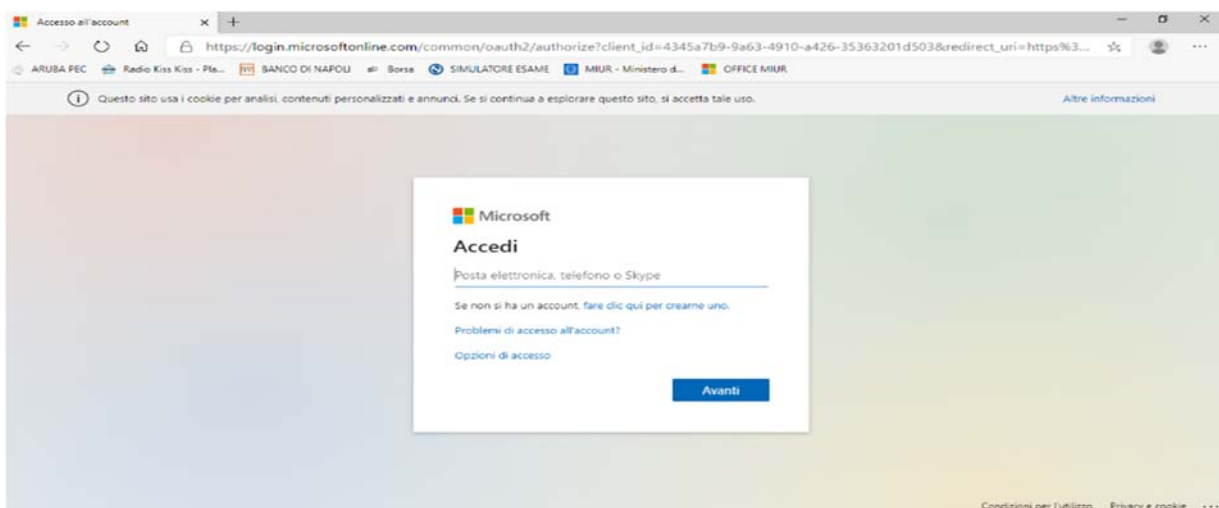 Accesso all'account
https://login.microsoftonline.com/common/oauth2/authorize?client_id=4345a7b9-9a63-4910-a426-35363201d503&redirect_uri=https%3...
ARUBA PEC Radio Kiss Kiss - Pla... BANCO DI NAPOLI Borsa SIMULATORE ESAME MIUR - Ministero d... OFFICE MIUR
Questo sito usa i cookie per analisi, contenuti personalizzati e annunci. Se si continua a esplorare questo sito, si accetta tale uso. Altre informazioni
Microsoft
Accedi
Posta elettronica, telefono o Skype
Se non si ha un account, fare clic qui per crearne uno.
Problemi di accesso all'account?
Opzioni di accesso
Avanti
Condizioni per l'utilizzo Privacy e cookie ...